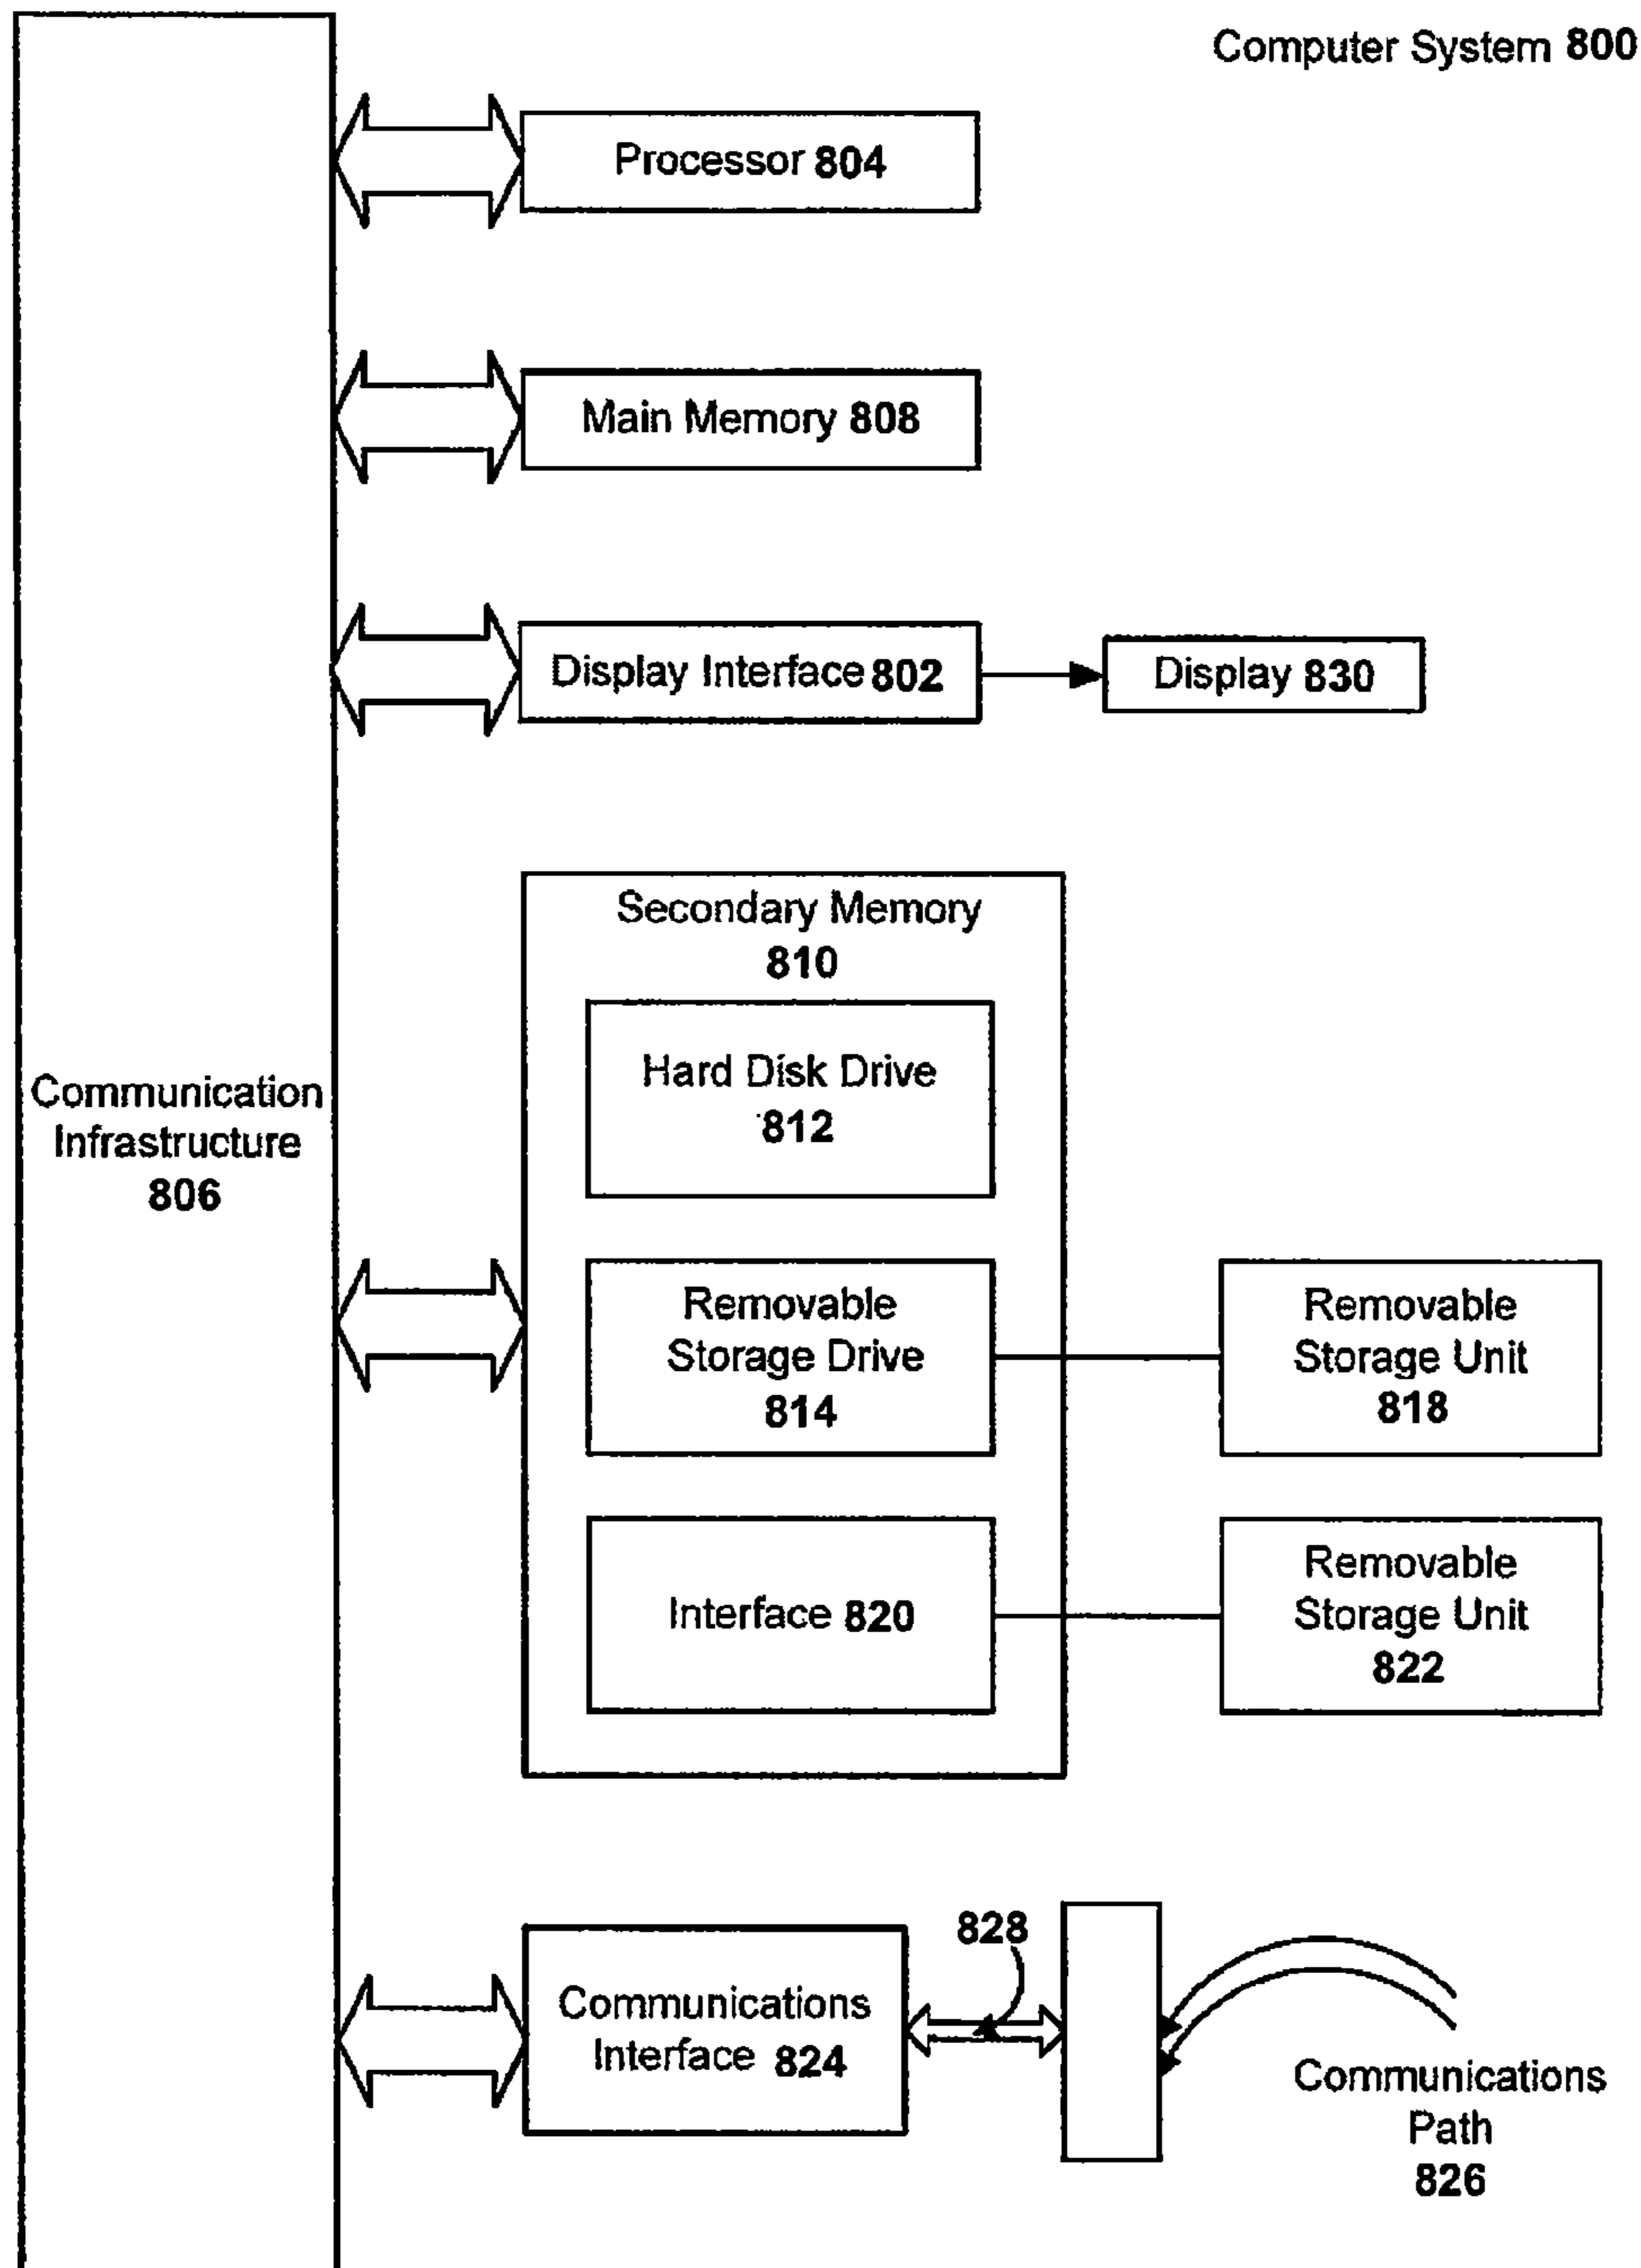 Computer System 800
Processor 804
Main Memory 808
Display Interface 802
Display 830
Secondary Memory
810
Hard Disk Drive
812
Communication
Infrastructure
806
Removable
Storage Drive
814
Removable
Storage Unit
818
Interface 820
Removable
Storage Unit
822
828
Communications
Interface 824
Communications
Path
826